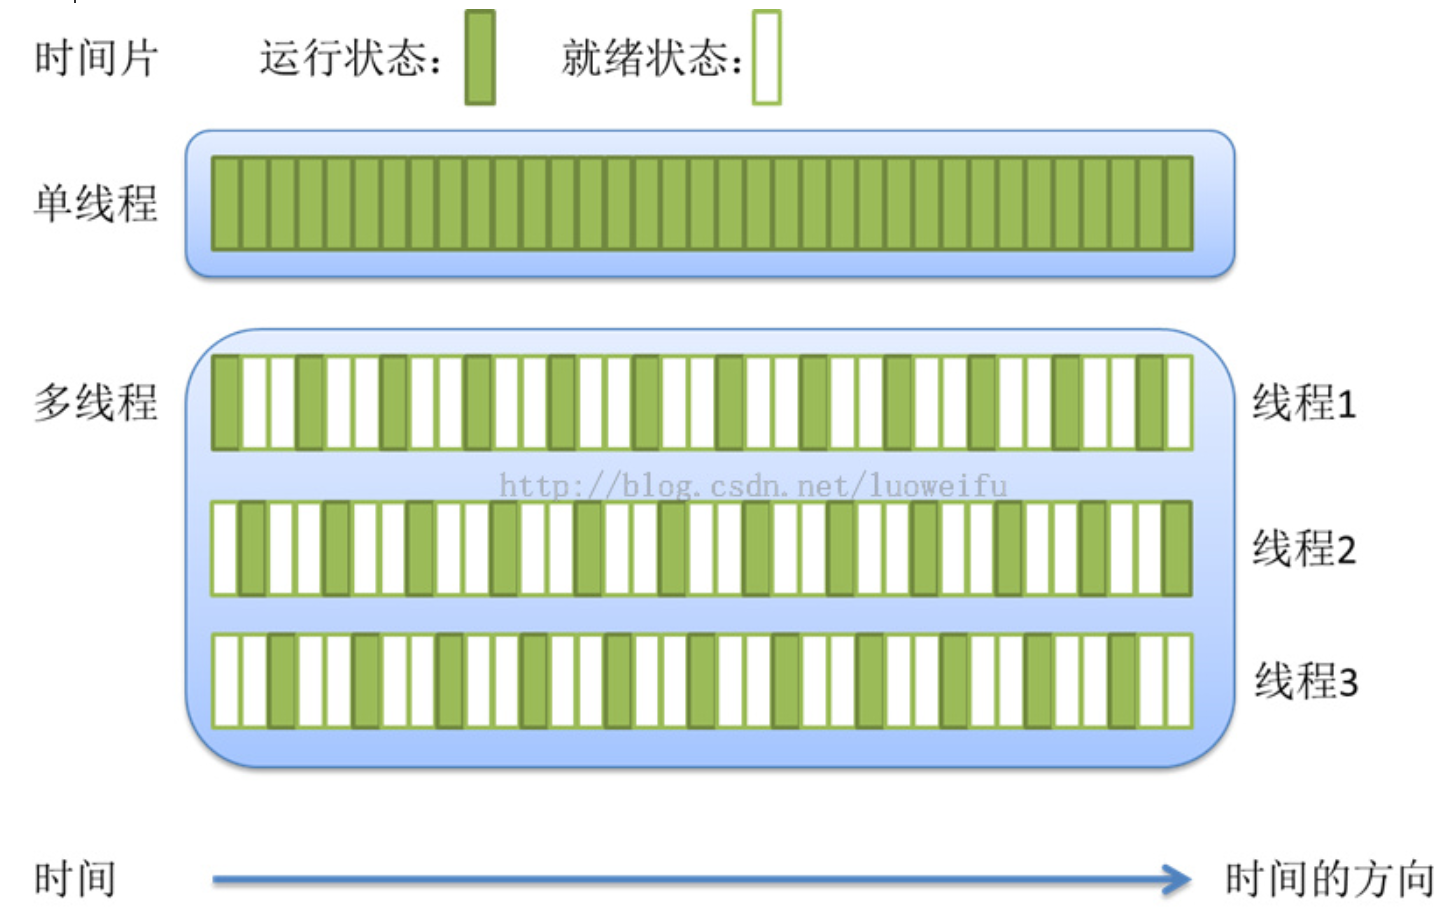 时间片 运行状态： 就绪状态：
单线程
多线程 线程1
http://blog.csdn.net/luoweifu
线程2
线程3
时间 时间的方向